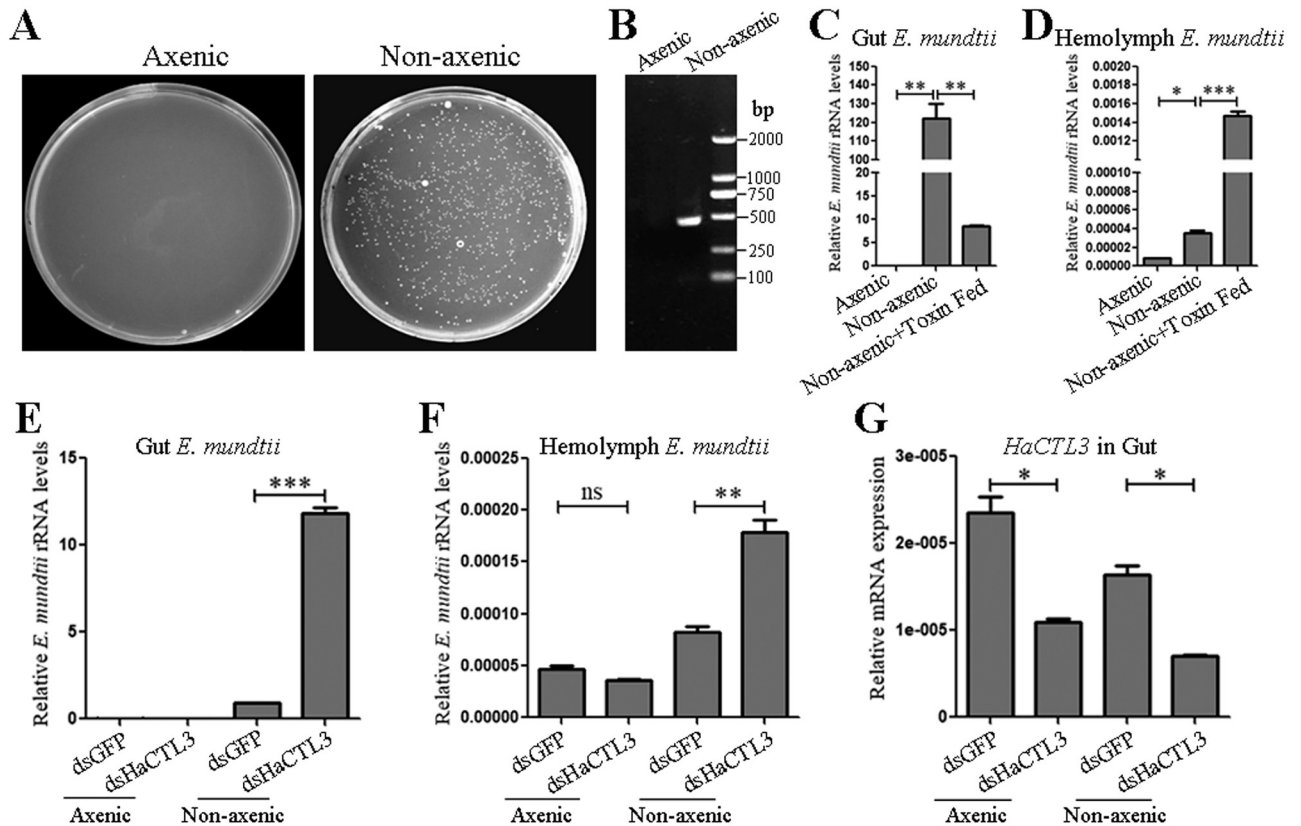 A
Axenic
Non-axenic
B
Axenic
Non-axenic
bp
2000
1000
750
500
250
100
C
Gut E. mundtii
Relative E. mundtii rRNA levels
150
140
130
120
110
100
20
15
10
5
0
** **
Axenic
Non-axenic
Non-axenic+Toxin Fed
D
Hemolymph E. mundtii
Relative E. mundtii rRNA levels
0.0020
0.0018
0.0016
0.0014
0.0012
0.00010
0.00008
0.00006
0.00004
0.00002
0.00000
* ***
Axenic
Non-axenic
Non-axenic+Toxin Fed
E
Gut E. mundtii
Relative E. mundtii rRNA levels
15
10
5
0
***
dsGFP
dsHaCTL3
dsGFP
dsHaCTL3
Axenic
Non-axenic
F
Hemolymph E. mundtii
Relative E. mundtii rRNA levels
0.00025
0.00020
0.00015
0.00010
0.00005
0.00000
ns
**
dsGFP
dsHaCTL3
dsGFP
dsHaCTL3
Axenic
Non-axenic
G
HaCTL3 in Gut
Relative mRNA expression
3e-005
2e-005
1e-005
0
*
*
dsGFP
dsHaCTL3
dsGFP
dsHaCTL3
Axenic
Non-axenic